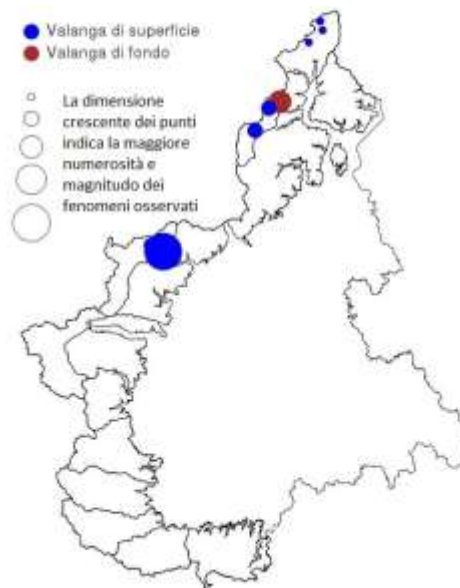 Valanga di superficie
Valanga di fondo
La dimensione
crescente dei punti
indica la maggiore
numerosità e
magnitudo dei
fenomeni osservati